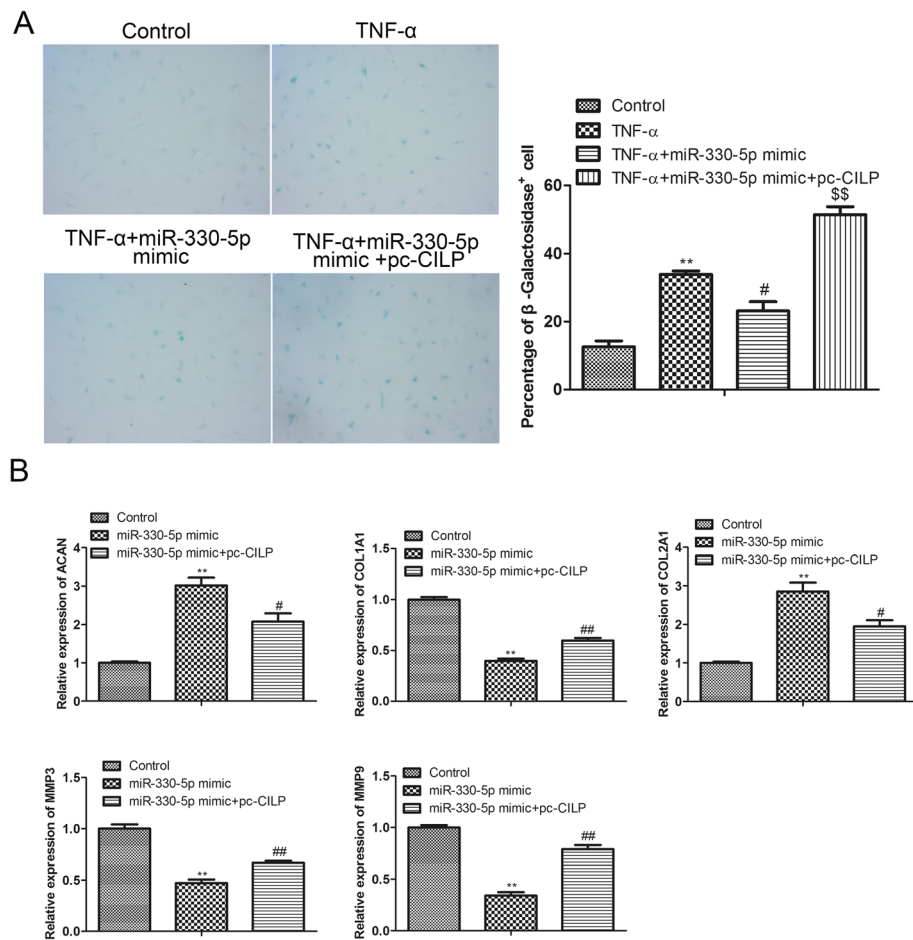 A
Control
TNF-α
TNF-α+miR-330-5p
mimic
TNF-α+miR-330-5p
mimic +pc-CILP
Control
TNF-α
TNF-α+miR-330-5p mimic
TNF-α+miR-330-5p mimic+pc-CILP
Percentage of β -Galactosidase+ cell
60
40
20
0
**
#
$$
B
Control
miR-330-5p mimic
miR-330-5p mimic+pc-CILP
Relative expression of ACAN
4
3
2
1
0
**
#
Control
miR-330-5p mimic
miR-330-5p mimic+pc-CILP
Relative expression of COL1A1
1.5
1.0
0.5
0.0
**
##
Control
miR-330-5p mimic
miR-330-5p mimic+pc-CILP
Relative expression of COL2A1
4
3
2
1
0
**
#
Control
miR-330-5p mimic
miR-330-5p mimic+pc-CILP
Relative expression of MMP3
1.5
1.0
0.5
0.0
**
##
Control
miR-330-5p mimic
miR-330-5p mimic+pc-CILP
Relative expression of MMP9
1.5
1.0
0.5
0.0
**
##